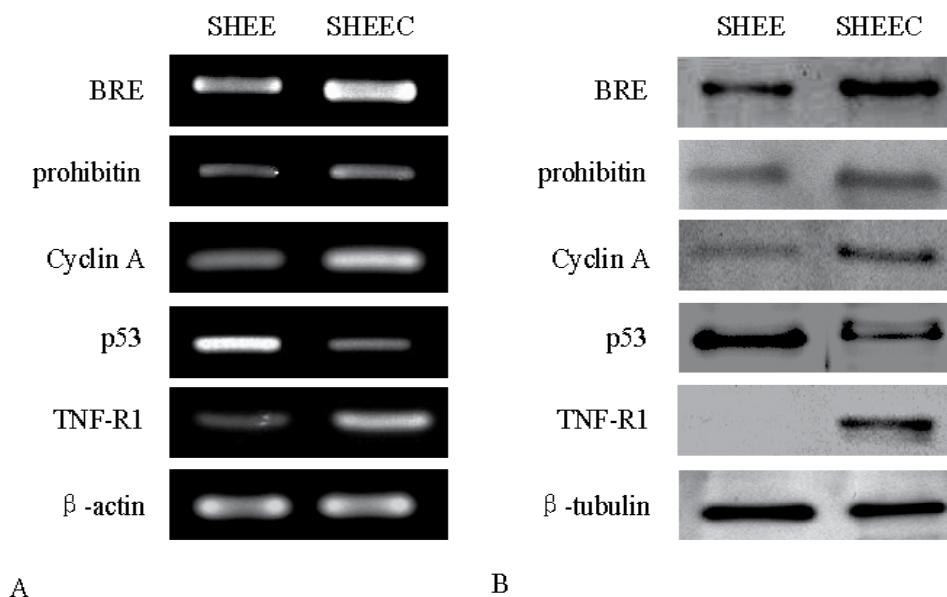 SHEE SHEEC
BRE
prohibitin
Cyclin A
p53
TNF-R1
β-actin
A
SHEE SHEEC
BRE
prohibitin
Cyclin A
p53
TNF-R1
β-tubulin
B